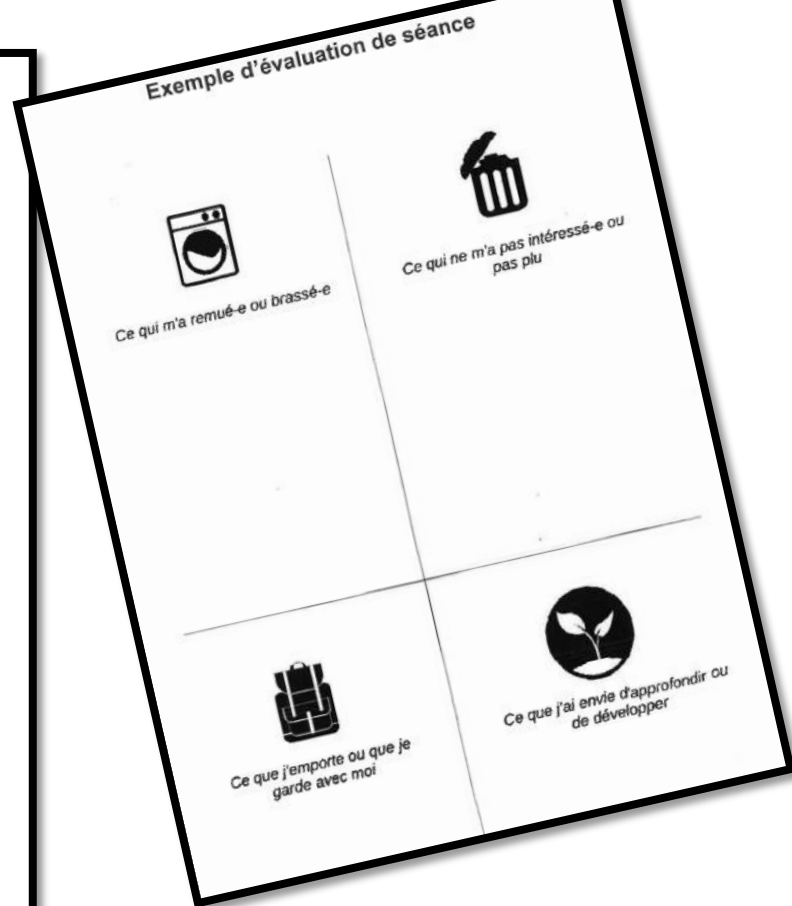 Exemple d'évaluation de séance
Ce qui m'a remué-e ou brassé-e
Ce qui ne m'a pas intéressé-e ou
pas plu
Ce que j'emporte ou que je
garde avec moi
Ce que j'ai envie d'approfondir ou
de développer